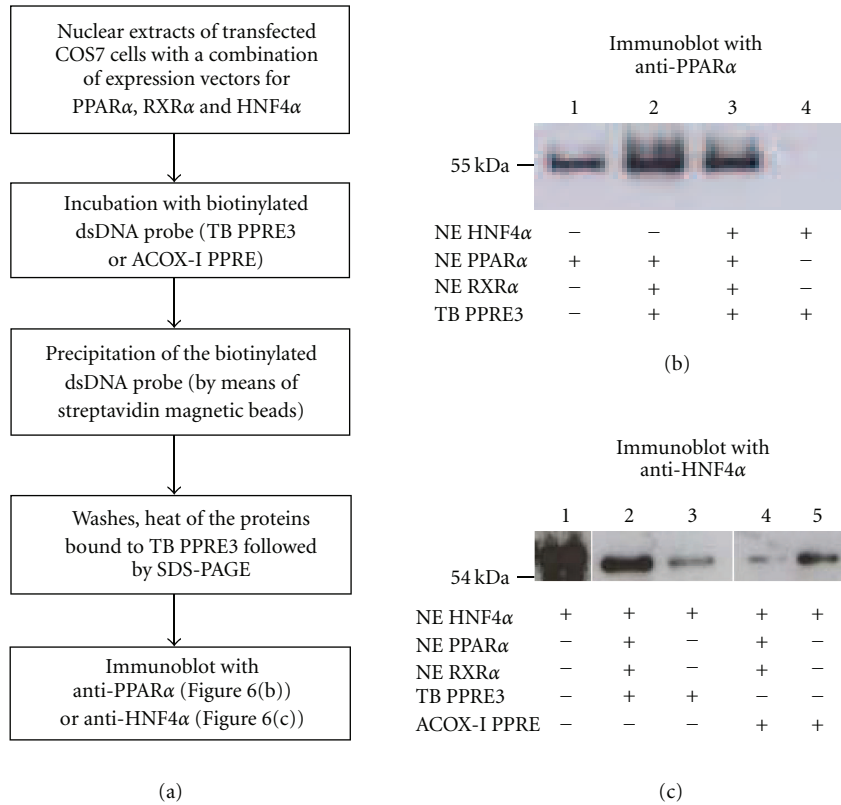 Nuclear extracts of transfected
COS7 cells with a combination
of expression vectors for
PPARα, RXRα and HNF4α
Incubation with biotinylated
dsDNA probe (TB PPRE3
or ACOX-I PPRE)
Precipitation of the biotinylated
dsDNA probe (by means of
streptavidin magnetic beads)
Washes, heat of the proteins
bound to TB PPRE3 followed
by SDS-PAGE
Immunoblot with
anti-PPARα (Figure 6(b))
or anti-HNF4α (Figure 6(c))
(a)
Immunoblot with
anti-PPARα
1 2 3 4
55 kDa
NE HNF4α − − + +
NE PPARα + + + −
NE RXRα − + + −
TB PPRE3 − + + +
(b)
Immunoblot with
anti-HNF4α
1 2 3 4 5
54 kDa
NE HNF4α + + + + +
NE PPARα − + − + −
NE RXRα − + − + −
TB PPRE3 − + + − −
ACOX-I PPRE − − − + +
(c)